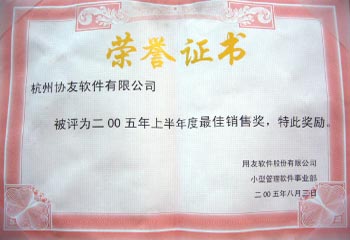 荣誉证书
杭州协友软件有限公司
被评为二00五年上半年度最佳销售奖，特此奖励。
用友软件股份有限公司
小型管理软件事业部
二00五年八月三日